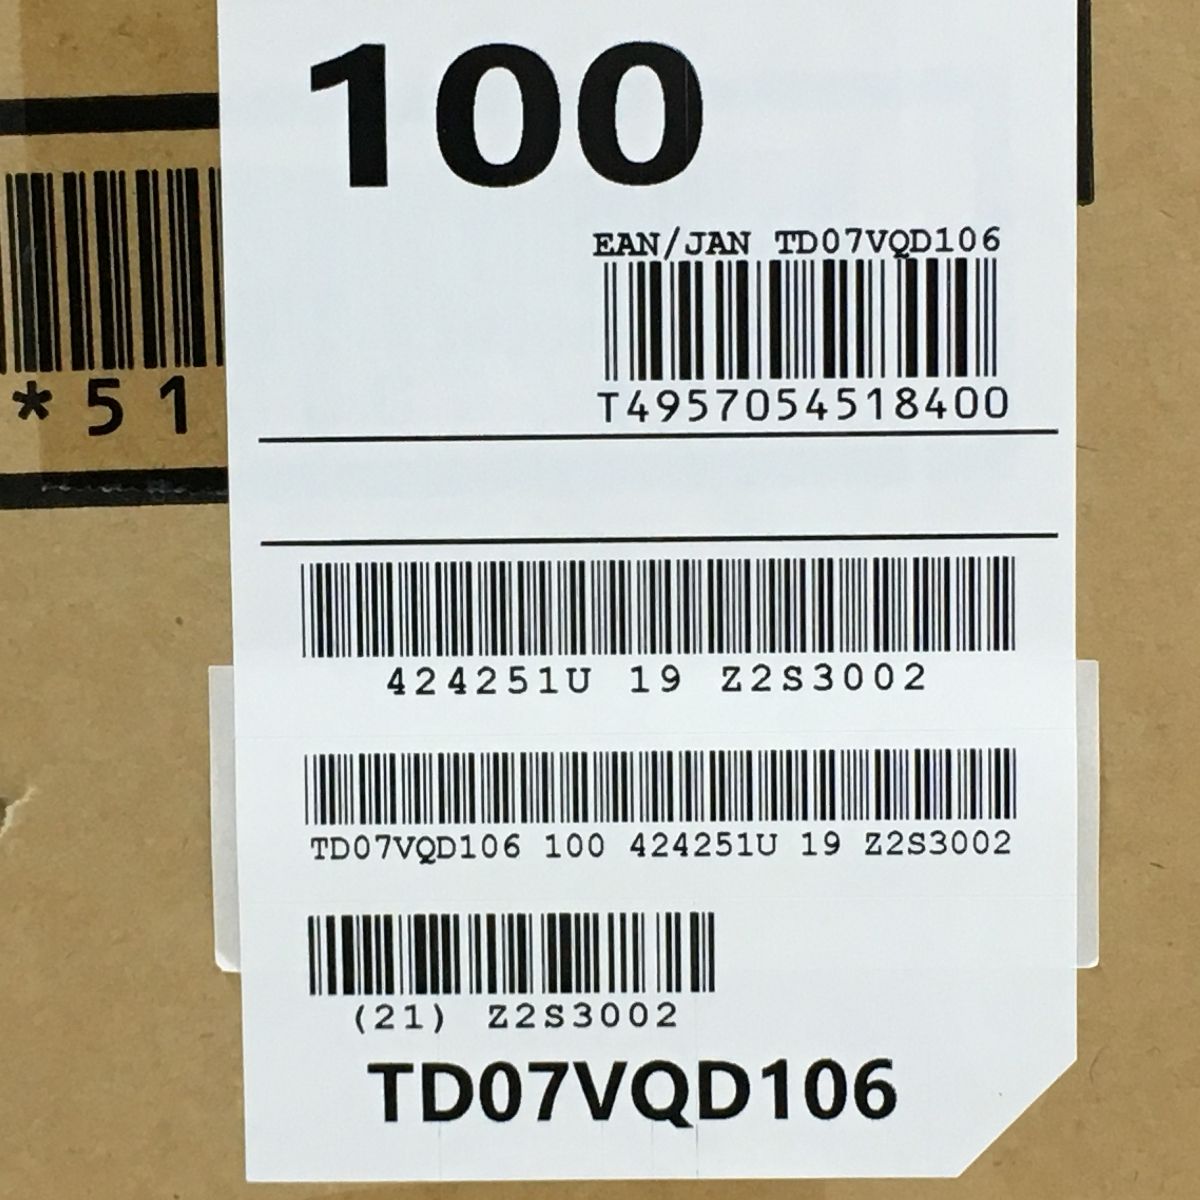 100
EAN/JAN TD07VQD106
T4957054518400
*51
424251U 19 Z2S3002
TD07VQD106 100 424251U 19 Z2S3002
(21) Z2S3002
TD07VQD106